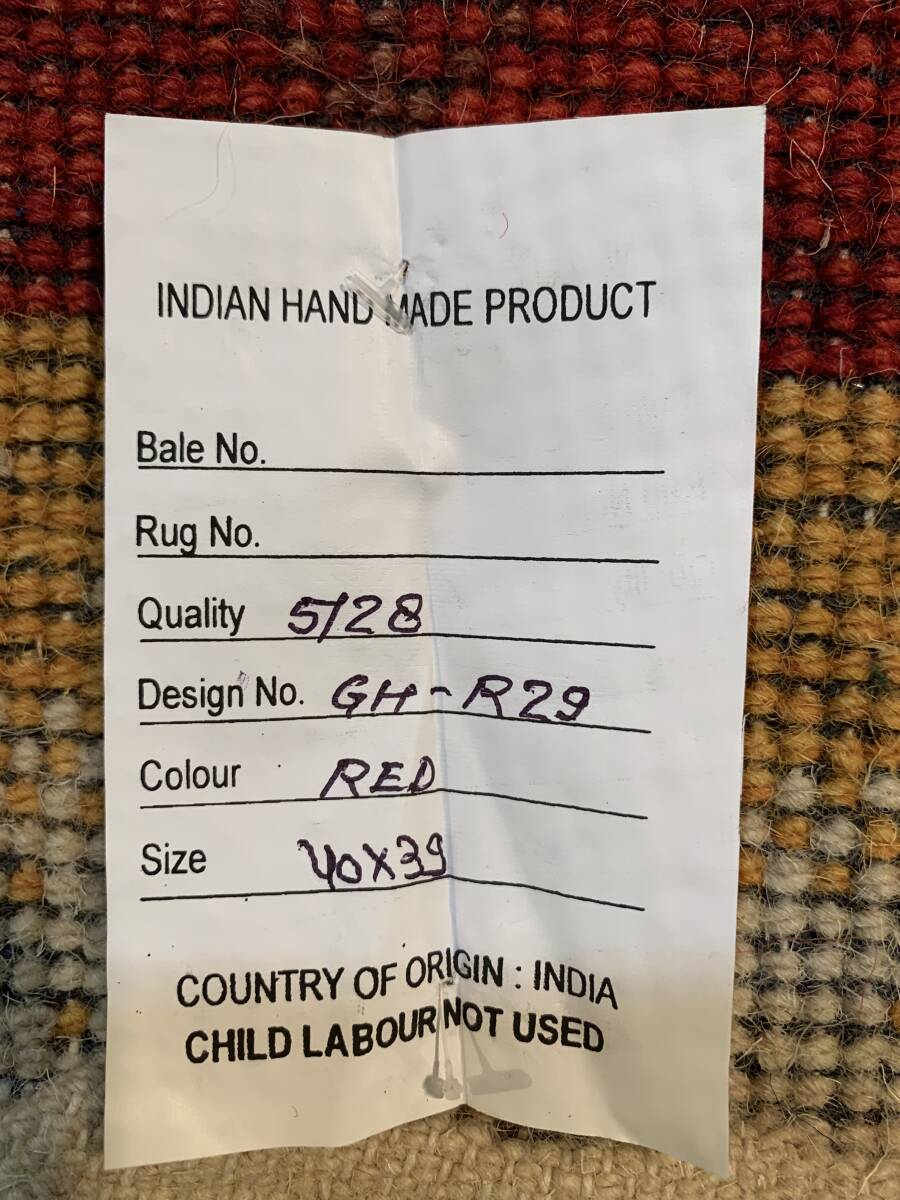 INDIAN HAND MADE PRODUCT
Bale No.
Rug No.
Quality 5/28
Design No. GH-R29
Colour RED
Size 40X39
COUNTRY OF ORIGIN : INDIA
CHILD LABOUR NOT USED